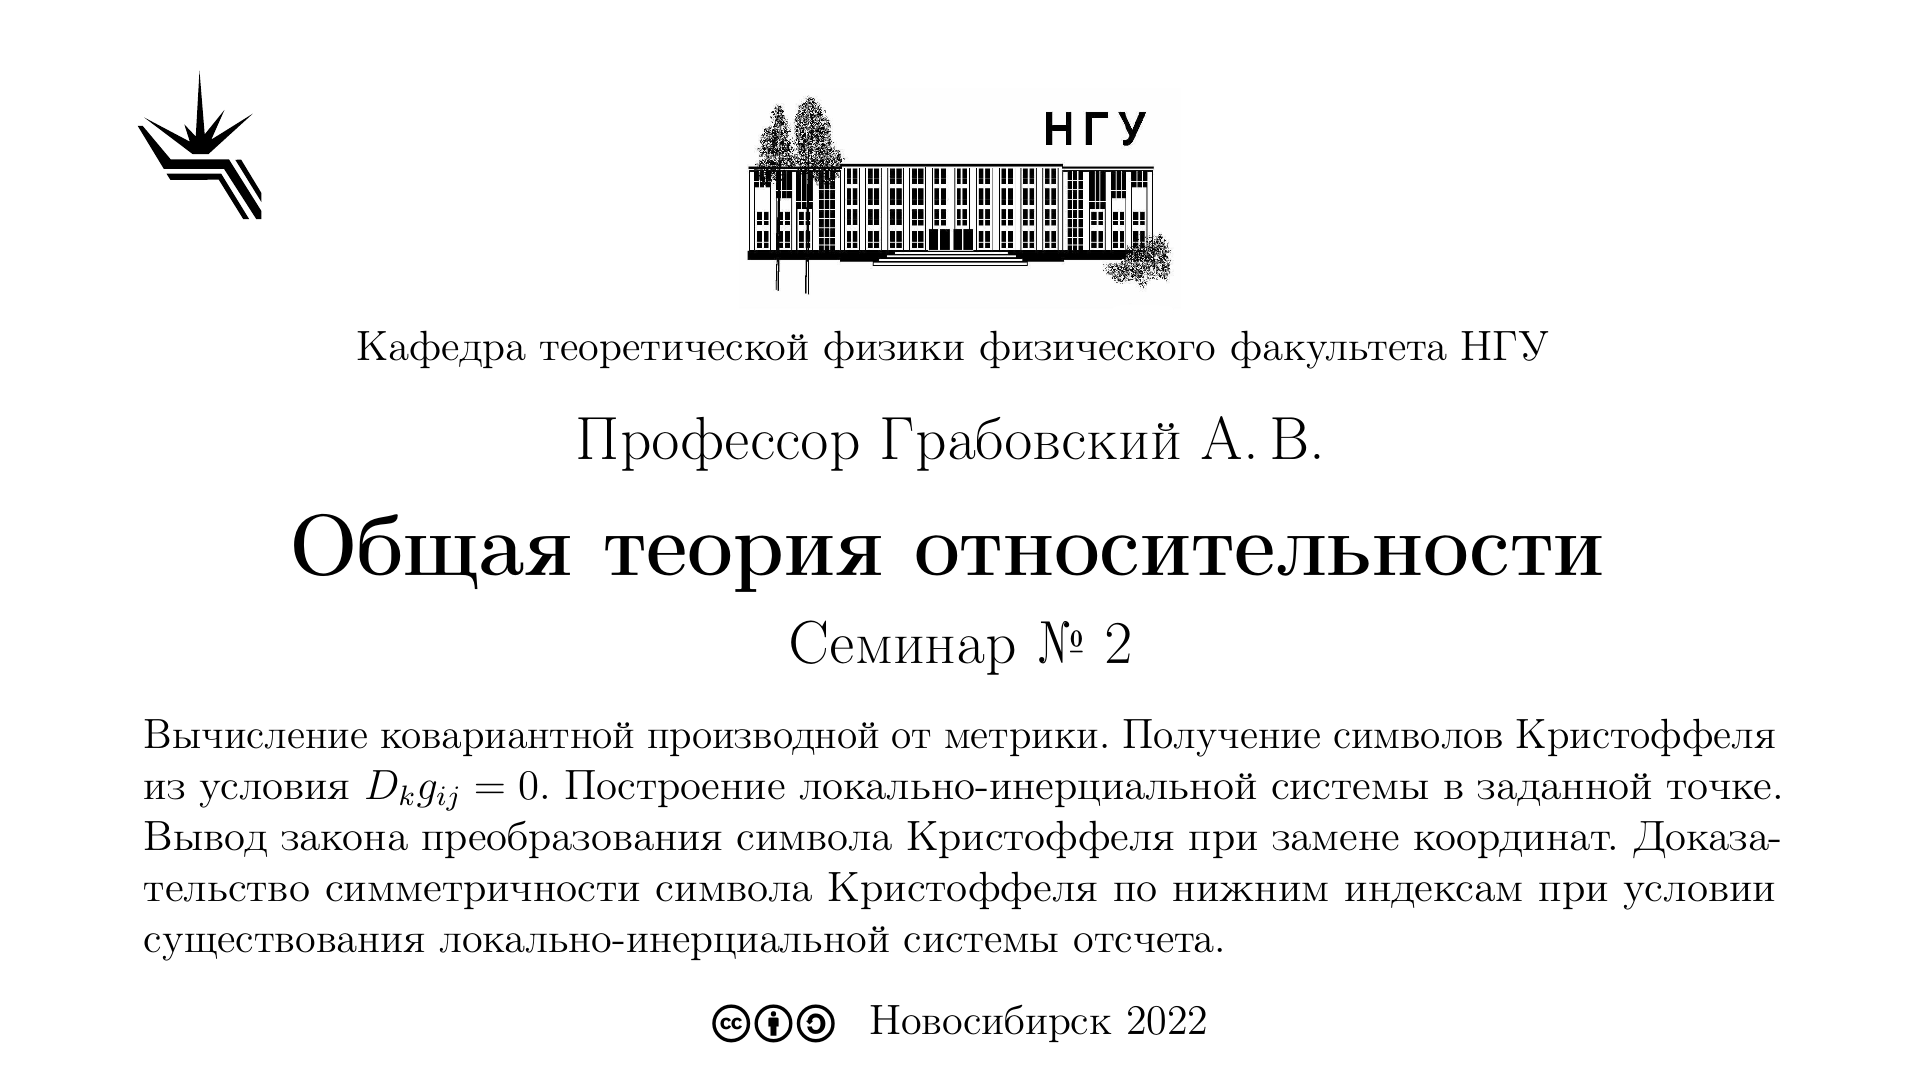 НГУ
Кафедра теоретической физики физического факультета НГУ
Профессор Грабовский А. В.
Общая теория относительности
Семинар № 2
Вычисление ковариантной производной от метрики. Получение символов Кристоффеля
из условия $D_k g_{ij} = 0$. Построение локально-инерциальной системы в заданной точке.
Вывод закона преобразования символа Кристоффеля при замене координат. Доказа-
тельство симметричности символа Кристоффеля по нижним индексам при условии
существования локально-инерциальной системы отсчета.
cc Новосибирск 2022